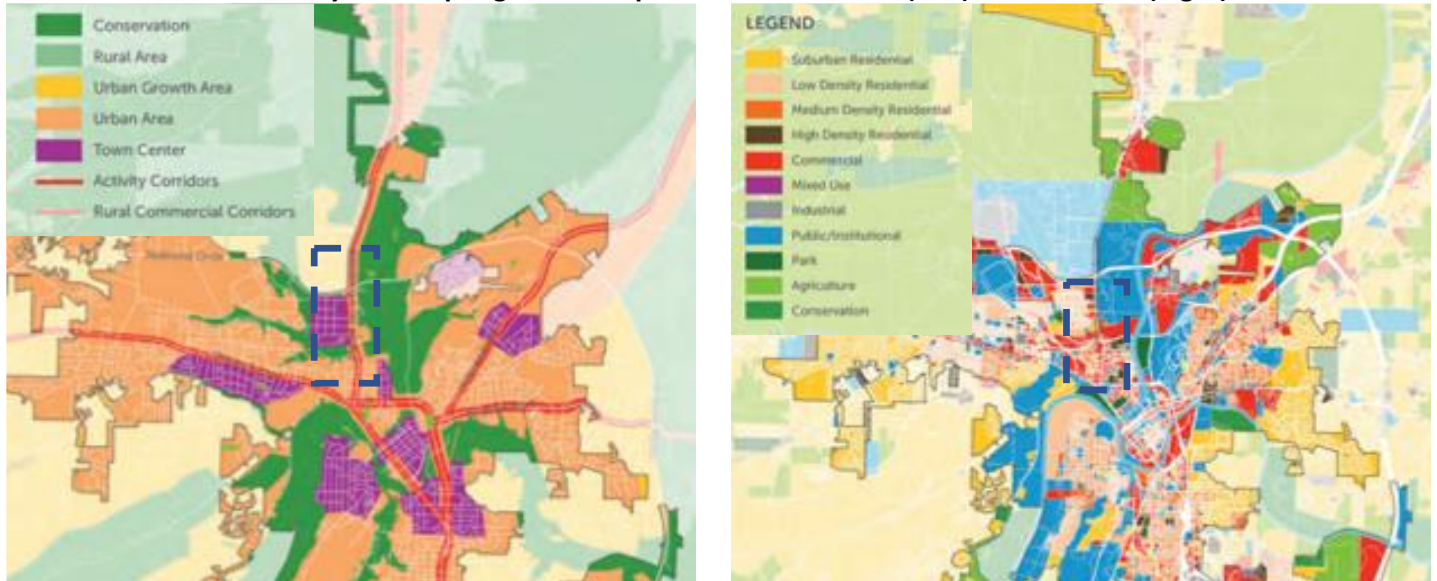 Conservation
Rural Area
Urban Growth Area
Urban Area
Town Center
Activity Corridors
Rural Commercial Corridors
LEGEND
Suburban Residential
Low Density Residential
Medium Density Residential
High Density Residential
Commercial
Mixed Use
Industrial
Public/Institutional
Park
Agriculture
Conservation